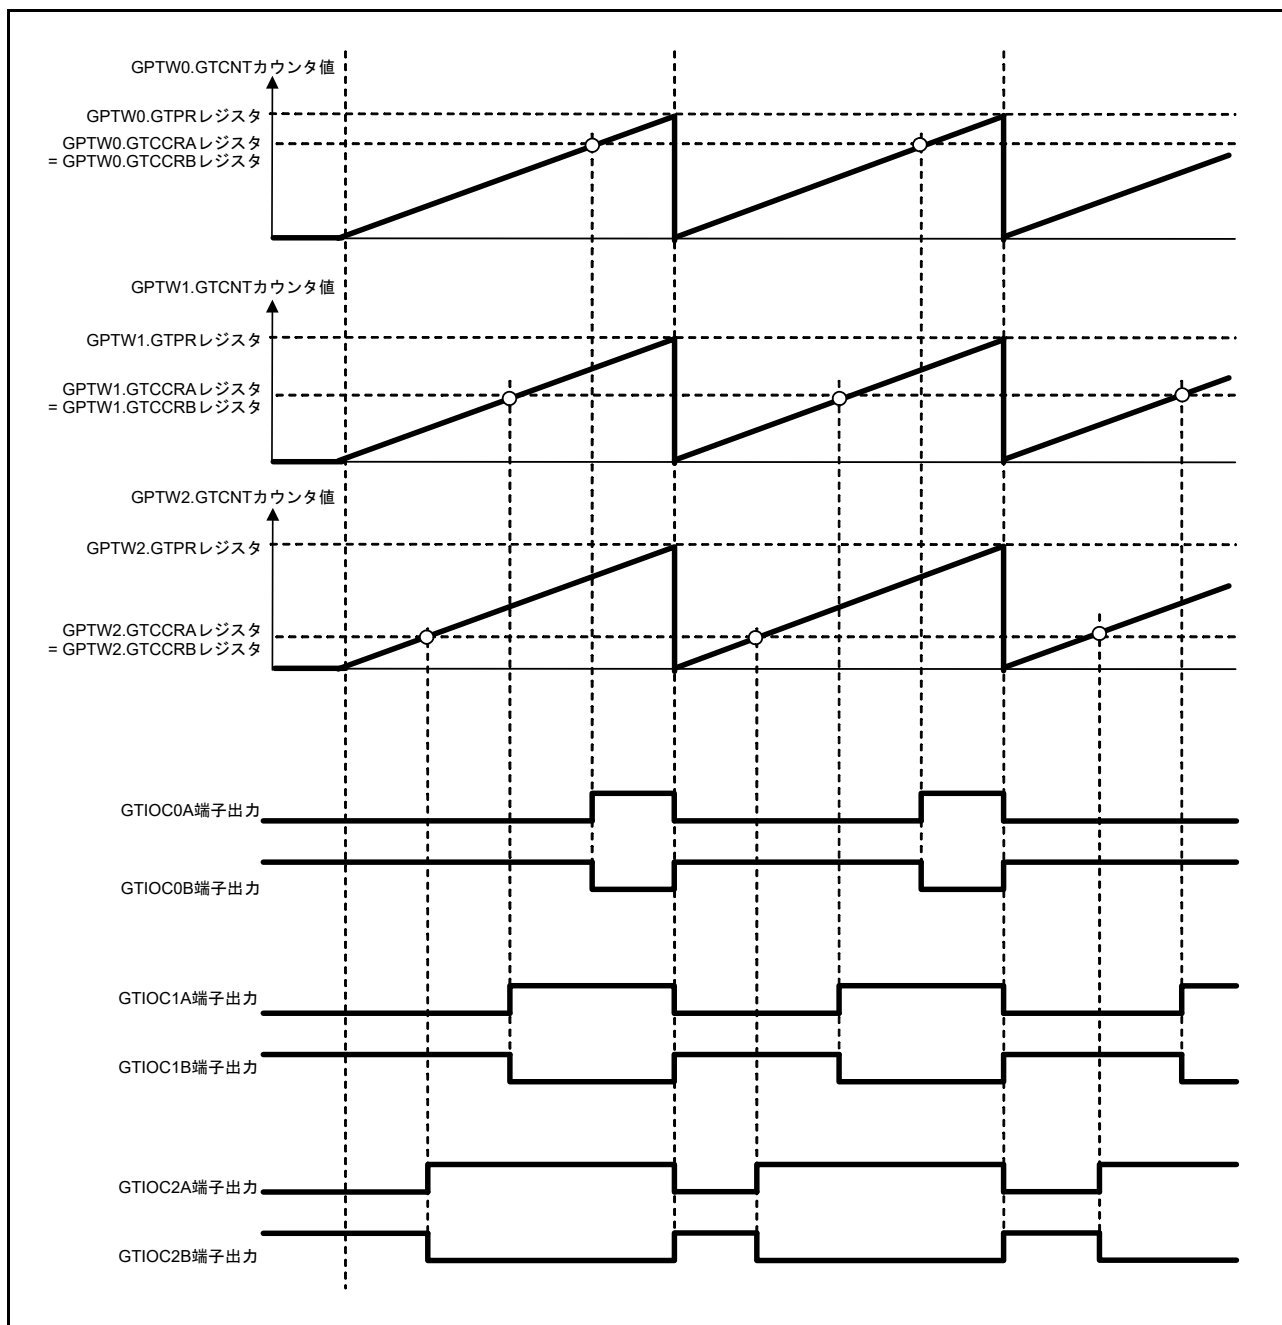 GPTW0.GTCNTカウンタ値
GPTW0.GTPRレジスタ
GPTW0.GTCCRAレジスタ
= GPTW0.GTCCRBレジスタ
GPTW1.GTCNTカウンタ値
GPTW1.GTPRレジスタ
GPTW1.GTCCRAレジスタ
= GPTW1.GTCCRBレジスタ
GPTW2.GTCNTカウンタ値
GPTW2.GTPRレジスタ
GPTW2.GTCCRAレジスタ
= GPTW2.GTCCRBレジスタ
GTIOC0A端子出力
GTIOC0B端子出力
GTIOC1A端子出力
GTIOC1B端子出力
GTIOC2A端子出力
GTIOC2B端子出力